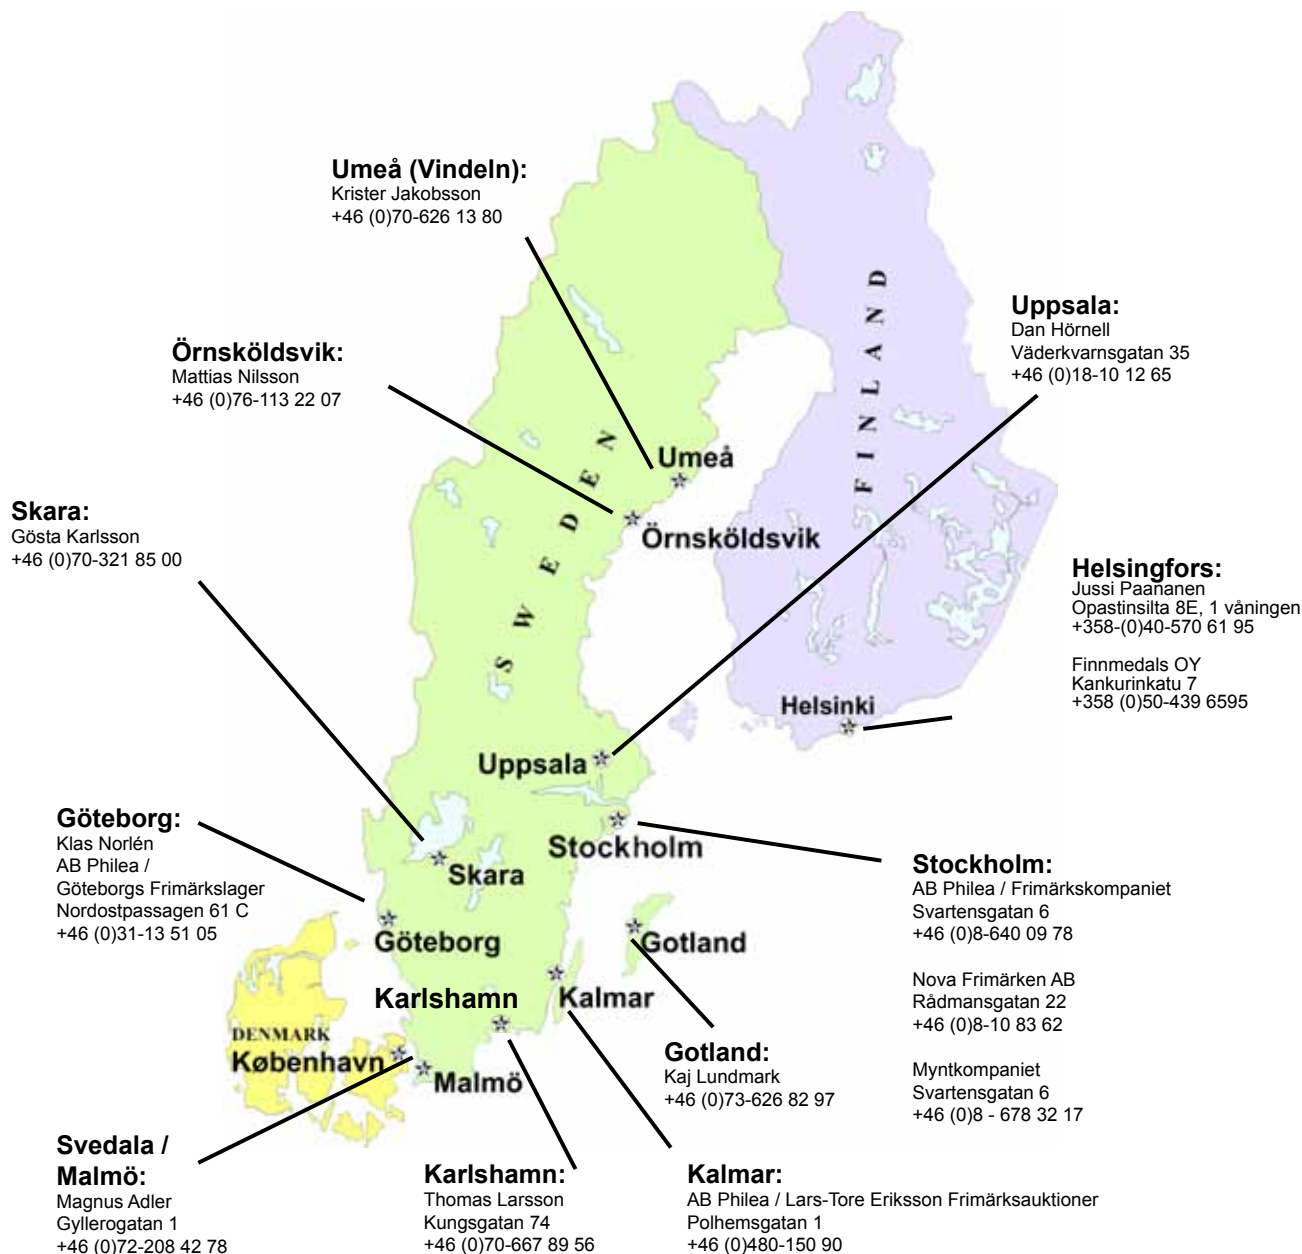 Umeå (Vindeln):
Krister Jakobsson
+46 (0)70-626 13 80
Örnsköldsvik:
Mattias Nilsson
+46 (0)76-113 22 07
Uppsala:
Dan Hörnell
Väderkvarnsgatan 35
+46 (0)18-10 12 65
Skara:
Gösta Karlsson
+46 (0)70-321 85 00
Helsingfors:
Jussi Paananen
Opastinsilta 8E, 1 våningen
+358-(0)40-570 61 95
Finnmedals OY
Kankurinkatu 7
+358 (0)50-439 6595
SWEDEN
FINLAND
Umeå
Örnsköldsvik
Helsinki
Uppsala
Stockholm
Skara
Göteborg
Gotland
Kalmar
Karlshamn
DENMARK
København
Malmö
Göteborg:
Klas Norlén
AB Philea /
Göteborgs Frimärkslager
Nordostpassagen 61 C
+46 (0)31-13 51 05
Stockholm:
AB Philea / Frimärkskompaniet
Svartensgatan 6
+46 (0)8-640 09 78
Nova Frimärken AB
Rådmansgatan 22
+46 (0)8-10 83 62
Myntkompaniet
Svartensgatan 6
+46 (0)8 - 678 32 17
Gotland:
Kaj Lundmark
+46 (0)73-626 82 97
Svedala /
Malmö:
Magnus Adler
Gyllerogatan 1
+46 (0)72-208 42 78
Karlshamn:
Thomas Larsson
Kungsgatan 74
+46 (0)70-667 89 56
Kalmar:
AB Philea / Lars-Tore Eriksson Frimärksauktioner
Polhemsgatan 1
+46 (0)480-150 90